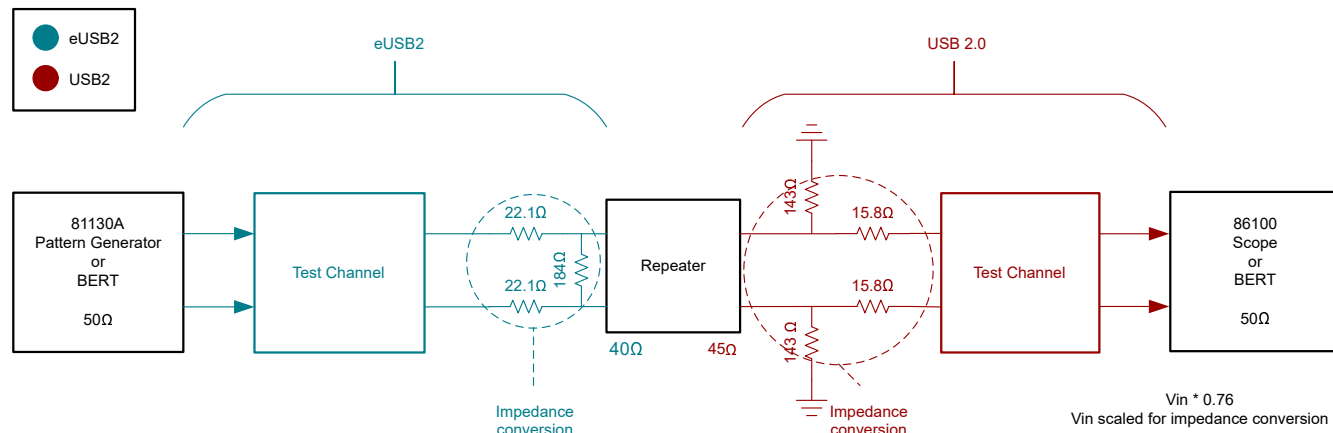 eUSB2
USB2
eUSB2
USB 2.0
81130A
Pattern Generator
or
BERT
50Ω
Test Channel
22.1Ω
184Ω
22.1Ω
Repeater
40Ω
45Ω
143Ω
15.8Ω
15.8Ω
143 Ω
Test Channel
86100
Scope
or
BERT
50Ω
Impedance
conversion
Impedance
conversion
Vin * 0.76
Vin scaled for impedance conversion